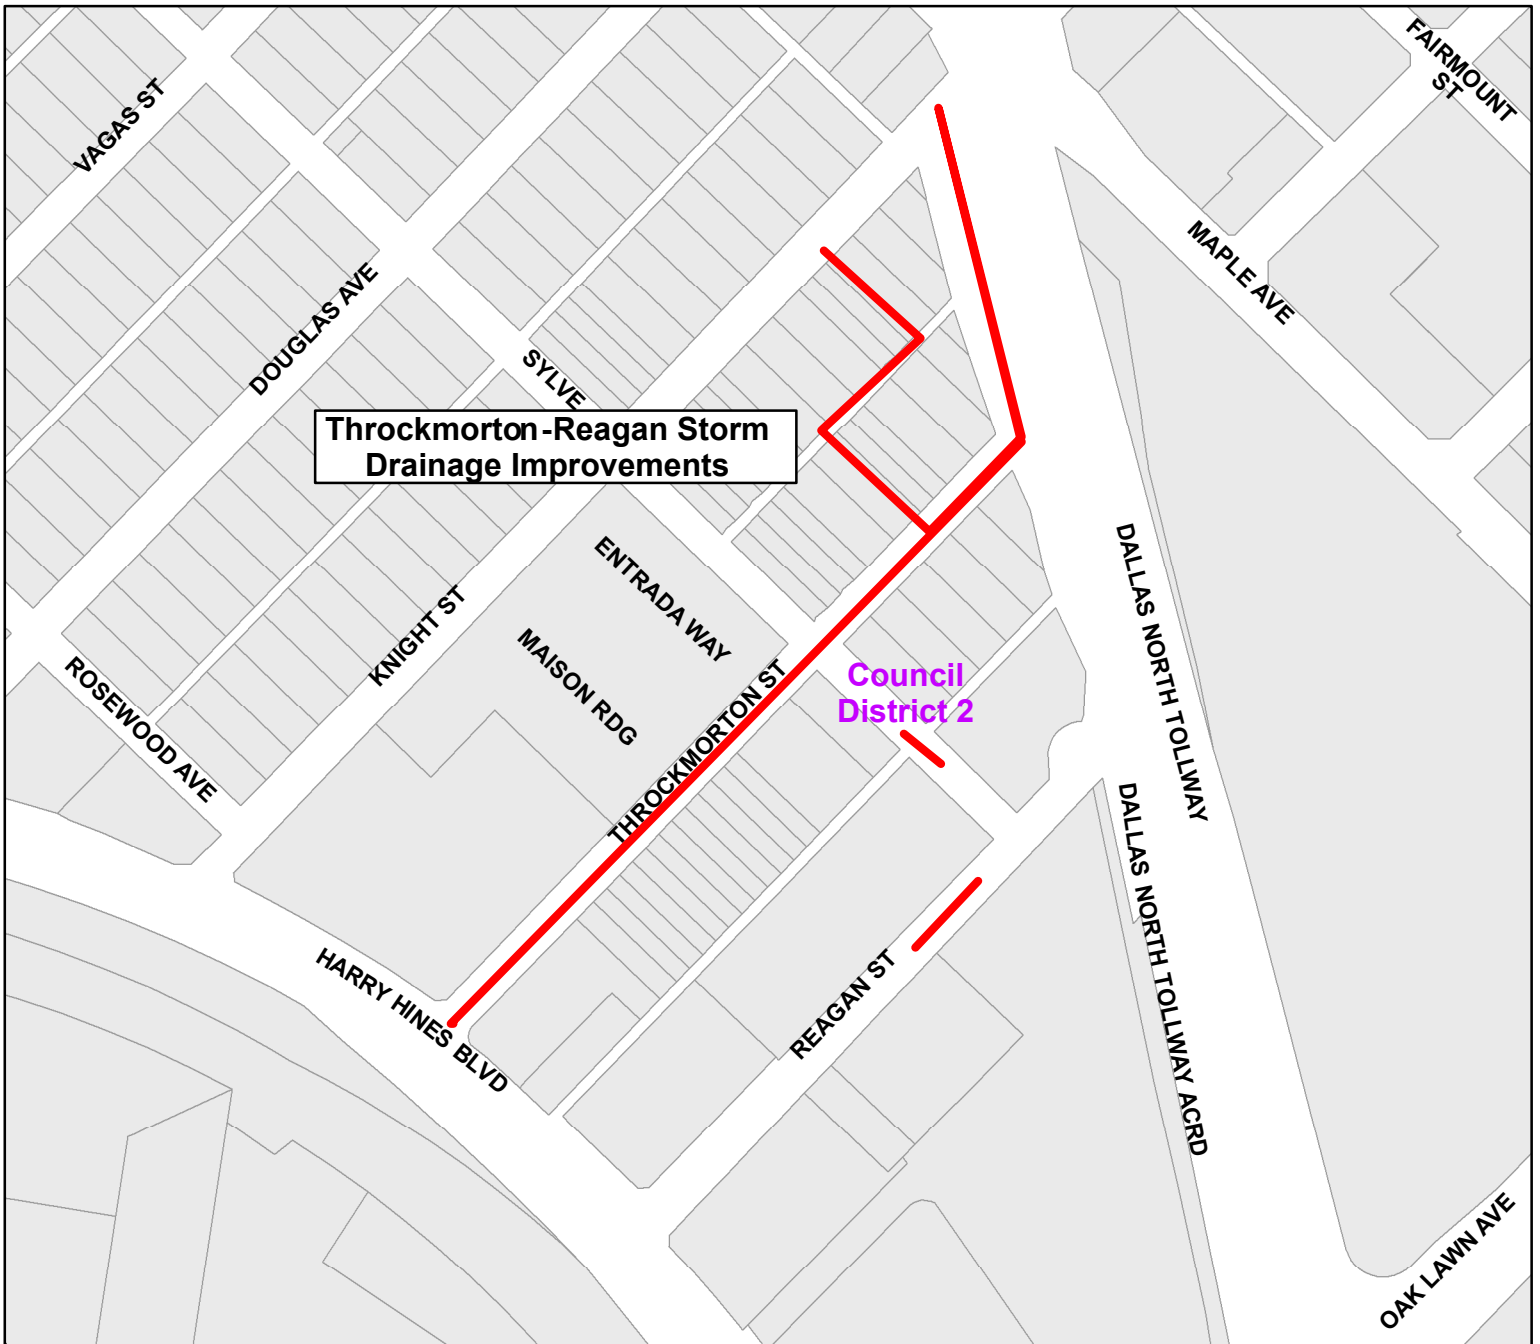 FAIRMOUNT
ST
VAGAS ST
MAPLE AVE
DOUGLAS AVE
SYLVE
Throckmorton-Reagan Storm
Drainage Improvements
ENTRADA WAY
KNIGHT ST
MAISON RDG
ROSEWOOD AVE
THROCKMORTON ST
Council
District 2
DALLAS NORTH TOLLWAY
DALLAS NORTH TOLLWAY ACRD
HARRY HINES BLVD
REAGAN ST
OAK LAWN AVE